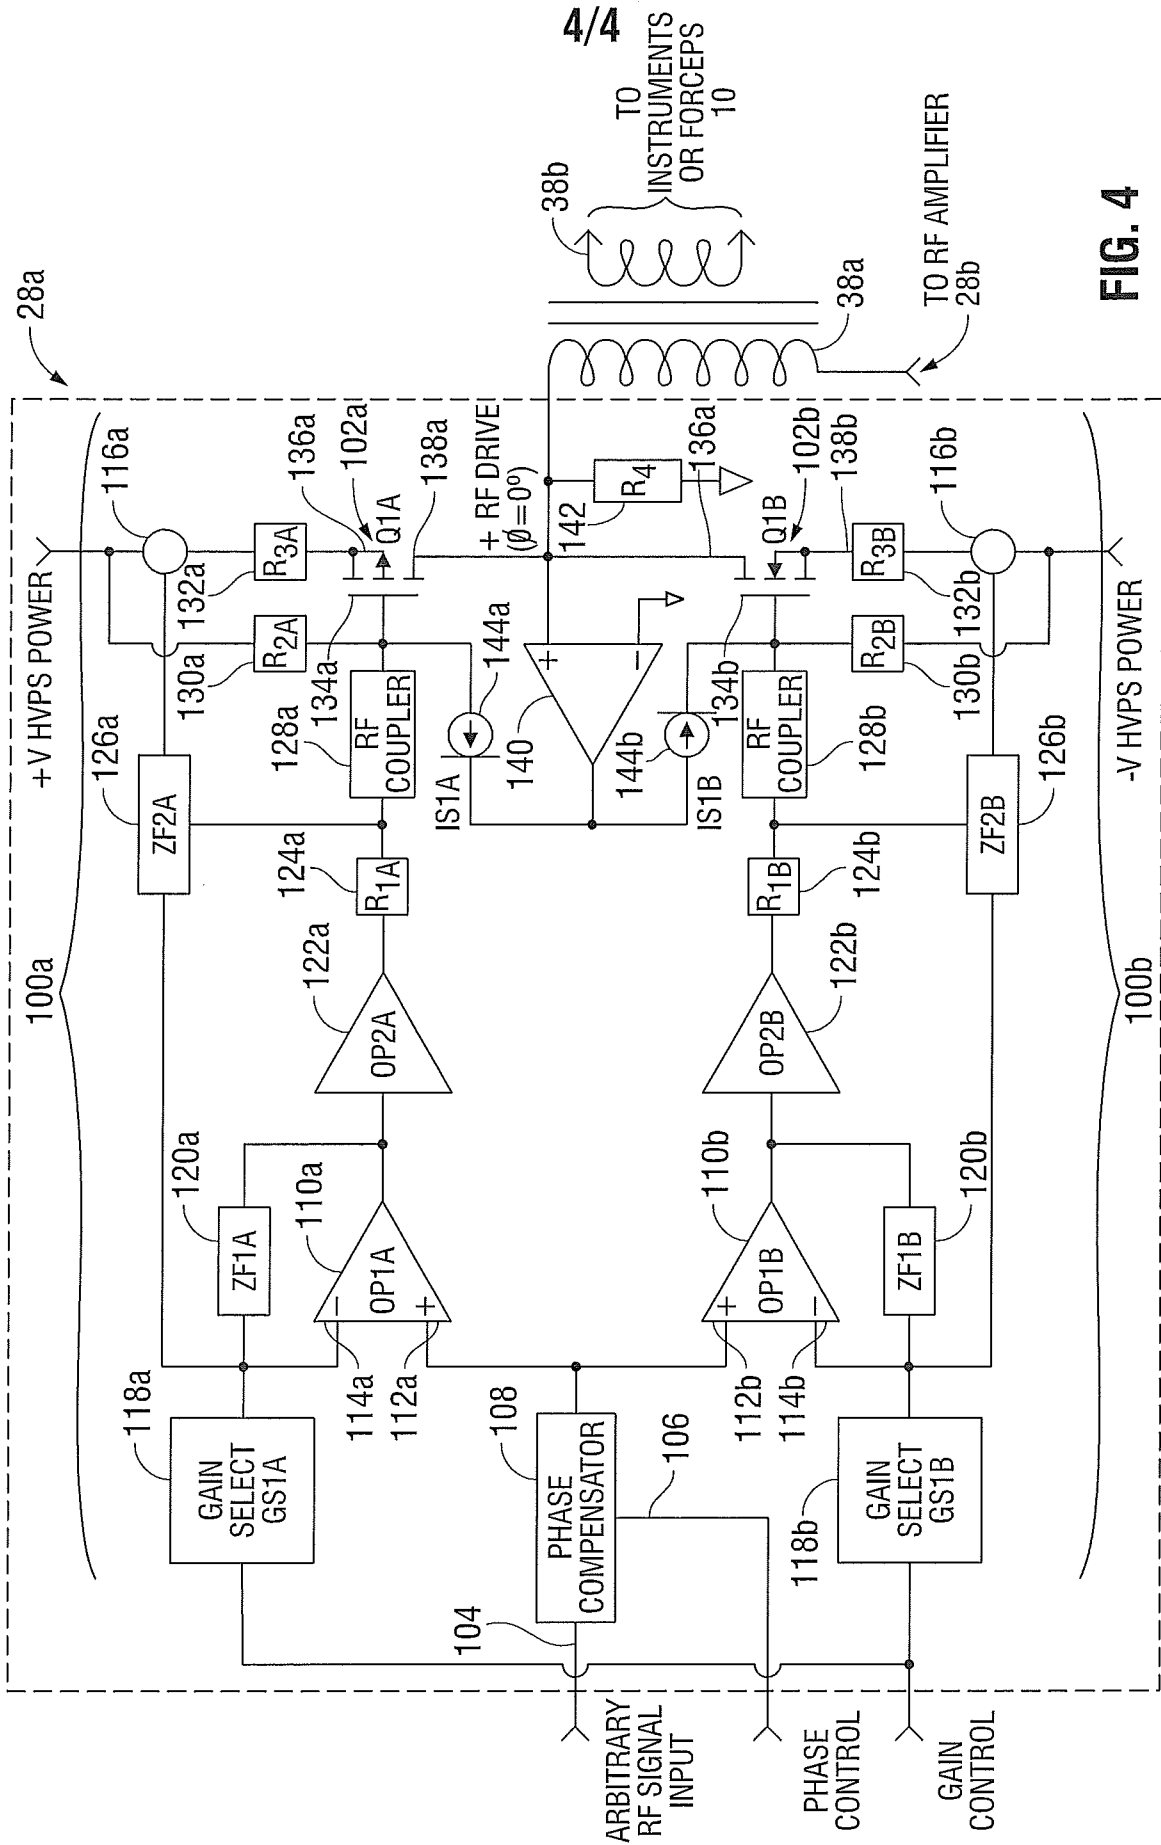 4/4
100a
28a
+V HVPS POWER
126a
ZF2A
116a
130a
R2A
132a
R3A
136a
102a
Q1A
138a
134a
120a
ZF1A
118a
GAIN
SELECT
GS1A
110a
OP1A
−
+
114a
112a
122a
OP2A
124a
R1A
128a
RF
COUPLER
144a
IS1A
+ RF DRIVE
(ø=0º)
142
R4
140
+
−
136a
38b
TO
INSTRUMENTS
OR FORCEPS
10
38a
TO RF AMPLIFIER
28b
ARBITRARY
RF SIGNAL
INPUT
104
PHASE
COMPENSATOR
108
106
PHASE
CONTROL
GAIN
CONTROL
112b
114b
+
−
OP1B
110b
OP2B
122b
R1B
124b
144b
IS1B
134b
RF
COUPLER
128b
Q1B
102b
138b
R3B
132b
R2B
130b
116b
118b
GAIN
SELECT
GS1B
ZF1B
120b
ZF2B
126b
-V HVPS POWER
100b
FIG. 4